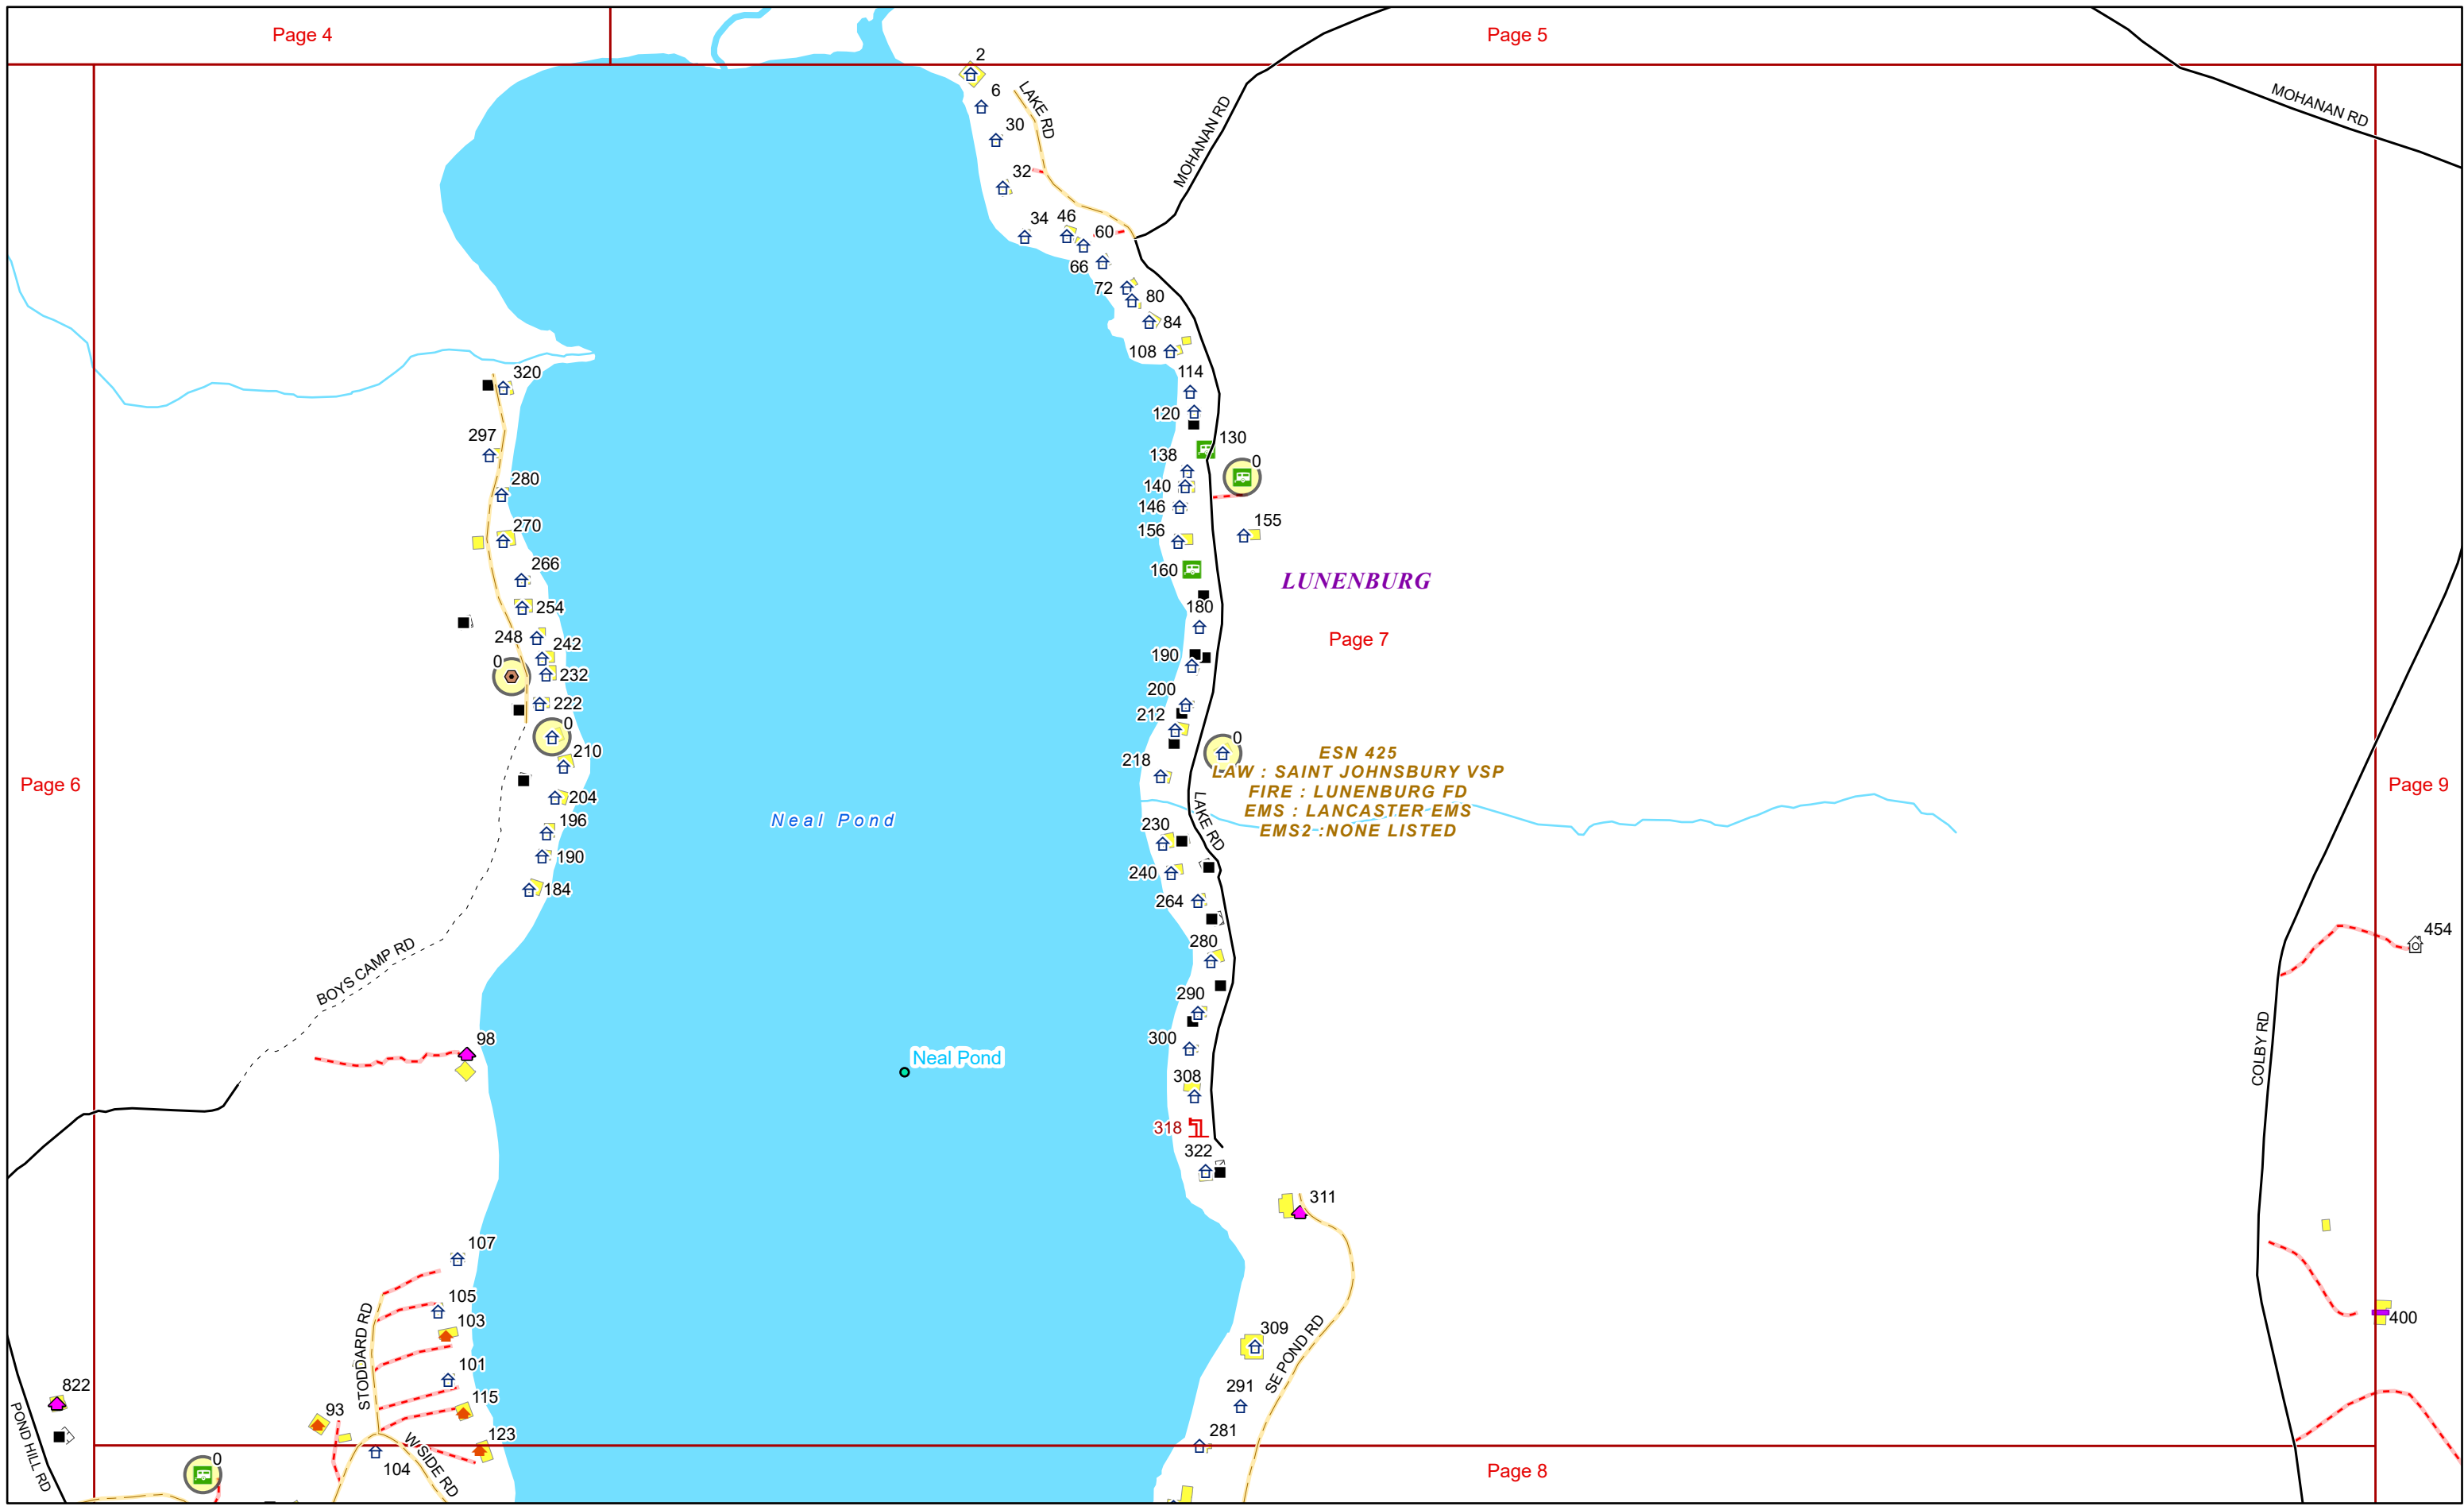 Page 4
Page 5
2
6
LAKE RD
MOHANAN RD
MOHANAN RD
30
32
34
46
60
66
72
80
84
108
114
320
120
297
130
138
0
280
140
146
270
156
155
266
160
LUNENBURG
254
180
248
242
Page 7
0
190
232
200
222
212
0
0
210
218
ESN 425
LAW : SAINT JOHNSBURY VSP
FIRE : LUNENBURG FD
EMS : LANCASTER EMS
EMS2 :NONE LISTED
Page 6
Page 9
204
Neal Pond
196
230
LAKE RD
190
240
184
264
454
280
BOYS CAMP RD
290
98
300
Neal Pond
COLBY RD
308
318
322
311
107
105
103
STODDARD RD
309
SE POND RD
400
101
822
291
115
93
POND HILL RD
281
123
W SIDE RD
104
0
Page 8